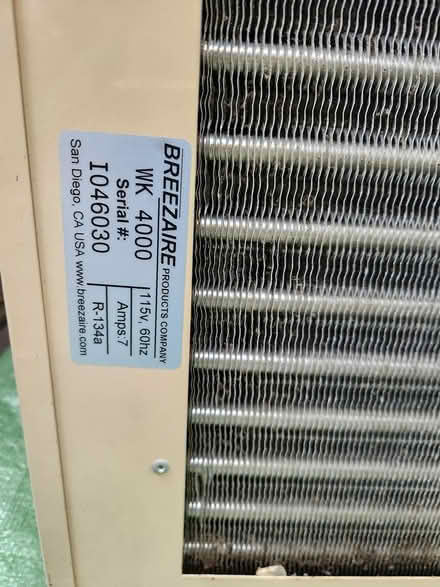 BREEZAIRE PRODUCTS COMPANY
WK 4000
115v, 60hz
Serial #:
Amps:7
I046030
R-134a
San Diego, CA USA www.breezaire.com